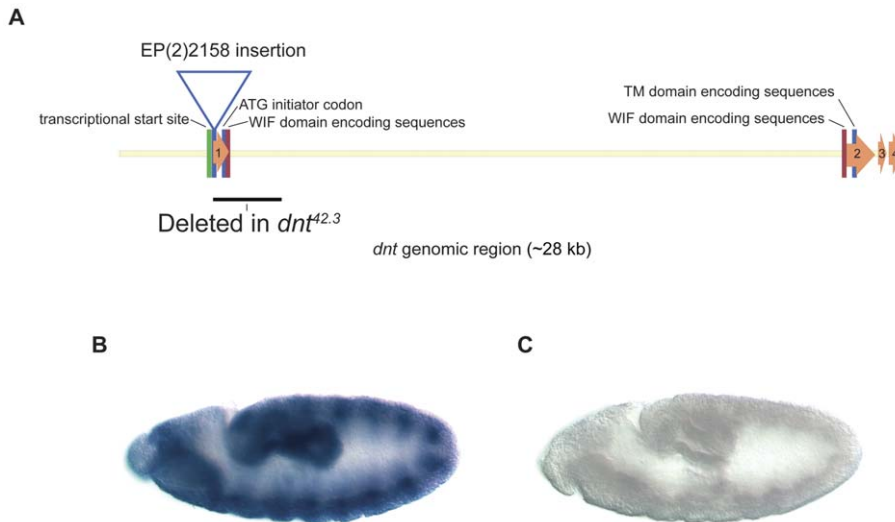 A
EP(2)2158 insertion
ATG initiator codon
transcriptional start site
WIF domain encoding sequences
TM domain encoding sequences
WIF domain encoding sequences
1
2
3
4
Deleted in dnt42.3
dnt genomic region (~28 kb)
B
C